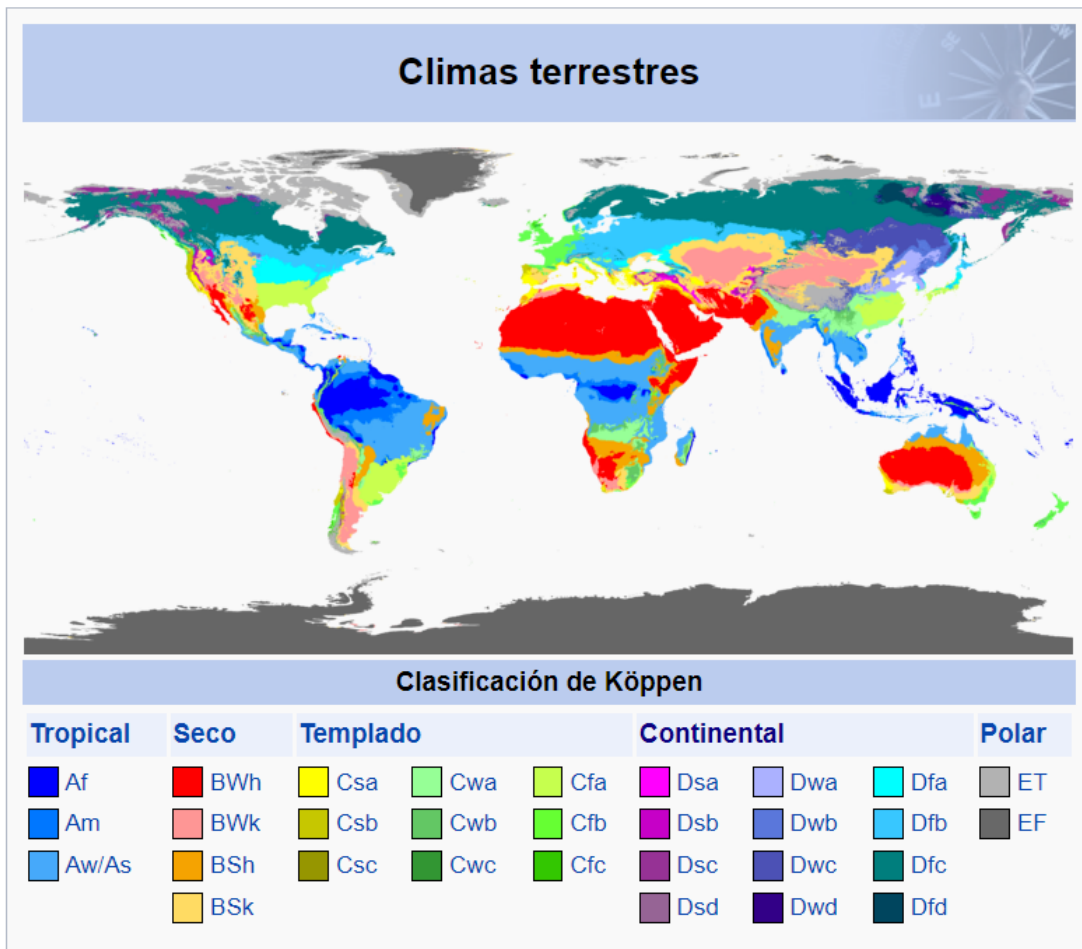 Climas terrestres
SE
SW
E
Clasificación de Köppen
Tropical Seco Templado Continental Polar
Af BWh Csa Cwa Cfa Dsa Dwa Dfa ET
Am BWk Csb Cwb Cfb Dsb Dwb Dfb EF
Aw/As BSh Csc Cwc Cfc Dsc Dwc Dfc
BSk Dsd Dwd Dfd